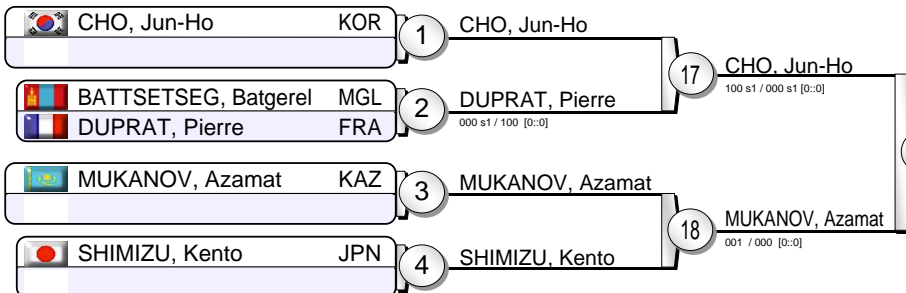 CHO, Jun-Ho KOR
1
CHO, Jun-Ho
17
CHO, Jun-Ho
100 s1 / 000 s1 [0::0]
BATTSETSEG, Batgerel MGL
DUPRAT, Pierre FRA
2
DUPRAT, Pierre
000 s1 / 100 [0::0]
MUKANOV, Azamat KAZ
3
MUKANOV, Azamat
18
MUKANOV, Azamat
001 / 000 [0::0]
SHIMIZU, Kento JPN
4
SHIMIZU, Kento